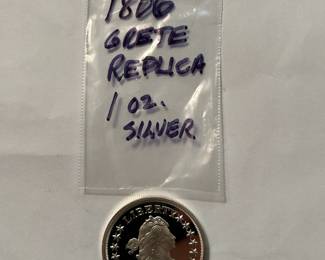 1806
GRETE
REPLICA
1 OZ.
SILVER
LIBERTY